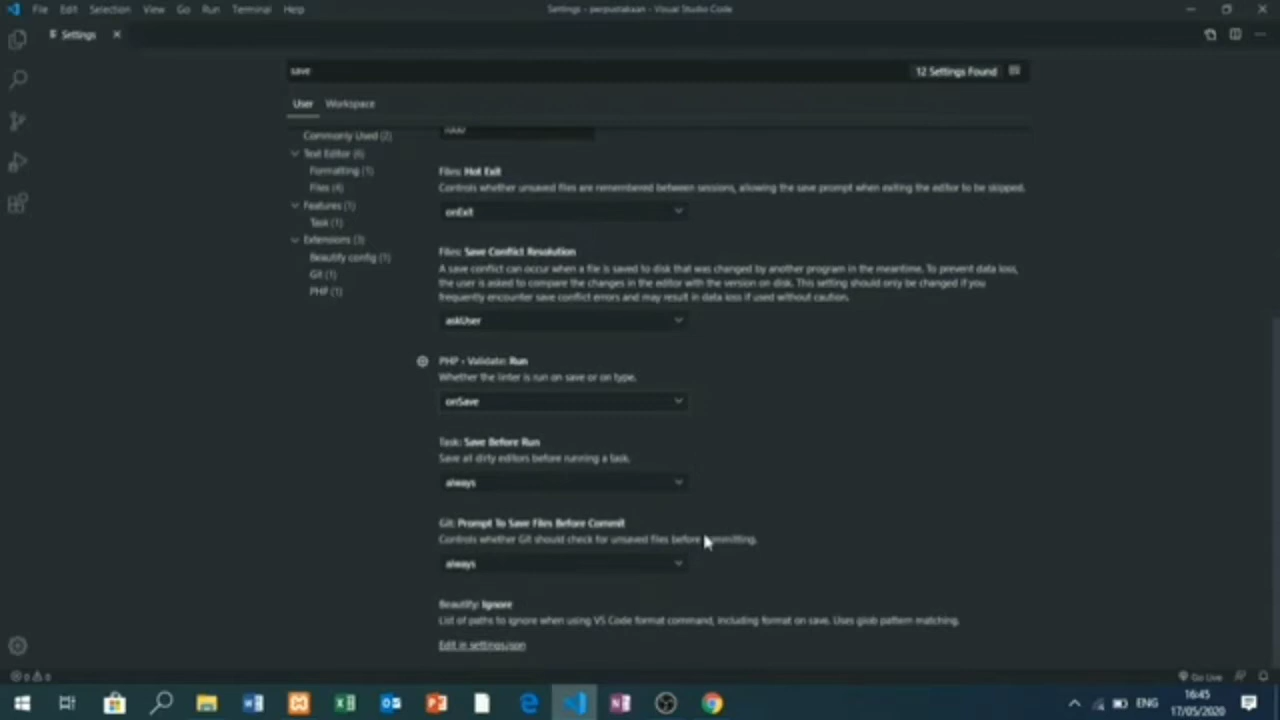 File Edit Selection View Go Run Terminal Help
Settings - perpustakaan - Visual Studio Code
Settings
save
12 Settings Found
User Workspace
Commonly Used (2)
Text Editor (6)
Formatting (1)
Files (4)
Features (1)
Task (1)
Extensions (3)
Beautify config (1)
Git (1)
PHP (1)
Files: Hot Exit
Controls whether unsaved files are remembered between sessions, allowing the save prompt when exiting the editor to be skipped.
onExit
Files: Save Conflict Resolution
A save conflict can occur when a file is saved to disk that was changed by another program in the meantime. To prevent data loss,
the user is asked to compare the changes in the editor with the version on disk. This setting should only be changed if you
frequently encounter save conflict errors and may result in data loss if used without caution.
askUser
PHP › Validate: Run
Whether the linter is run on save or on type.
onSave
Task: Save Before Run
Save all dirty editors before running a task.
always
Git: Prompt To Save Files Before Commit
Controls whether Git should check for unsaved files before committing.
always
Beautify: Ignore
List of paths to ignore when using VS Code format command, including format on save. Uses glob pattern matching.
Edit in settings.json
0 0
Go Live
ENG
16:45
17/05/2020